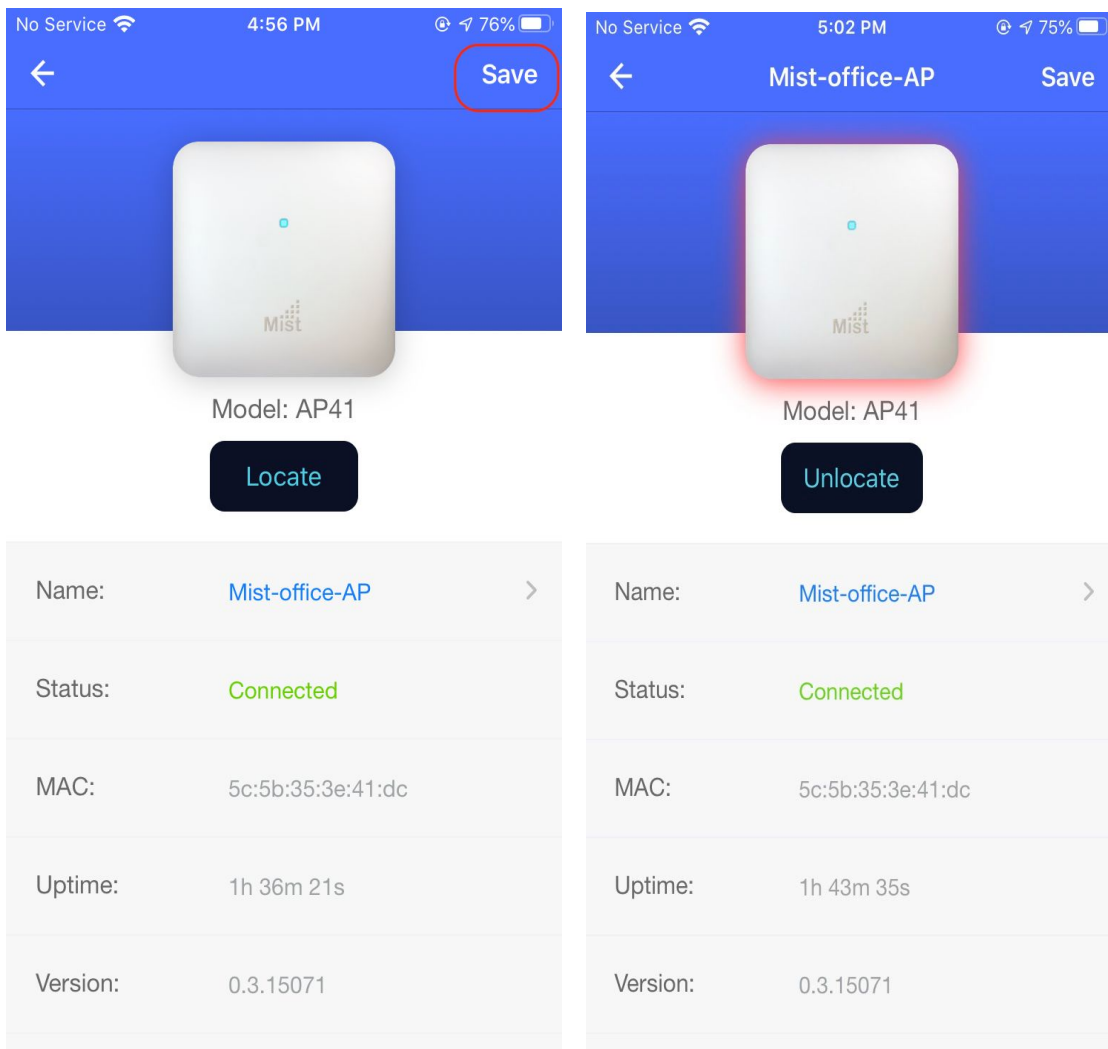 No Service 4:56 PM 76%
Save
Mist
Model: AP41
Locate
Name: Mist-office-AP
Status: Connected
MAC: 5c:5b:35:3e:41:dc
Uptime: 1h 36m 21s
Version: 0.3.15071
No Service 5:02 PM 75%
Mist-office-AP Save
Mist
Model: AP41
Unlocate
Name: Mist-office-AP
Status: Connected
MAC: 5c:5b:35:3e:41:dc
Uptime: 1h 43m 35s
Version: 0.3.15071